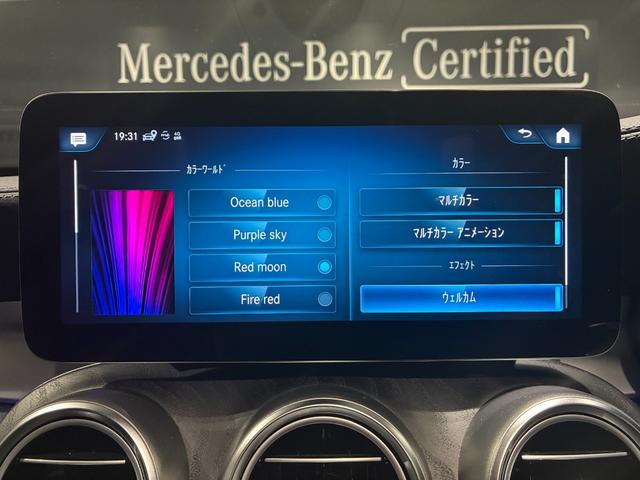 Mercedes-Benz Certified
19:31 4G
カラーワールド
Ocean blue
Purple sky
Red moon
Fire red
カラー
マルチカラー
マルチカラー アニメーション
エフェクト
ウェルカム